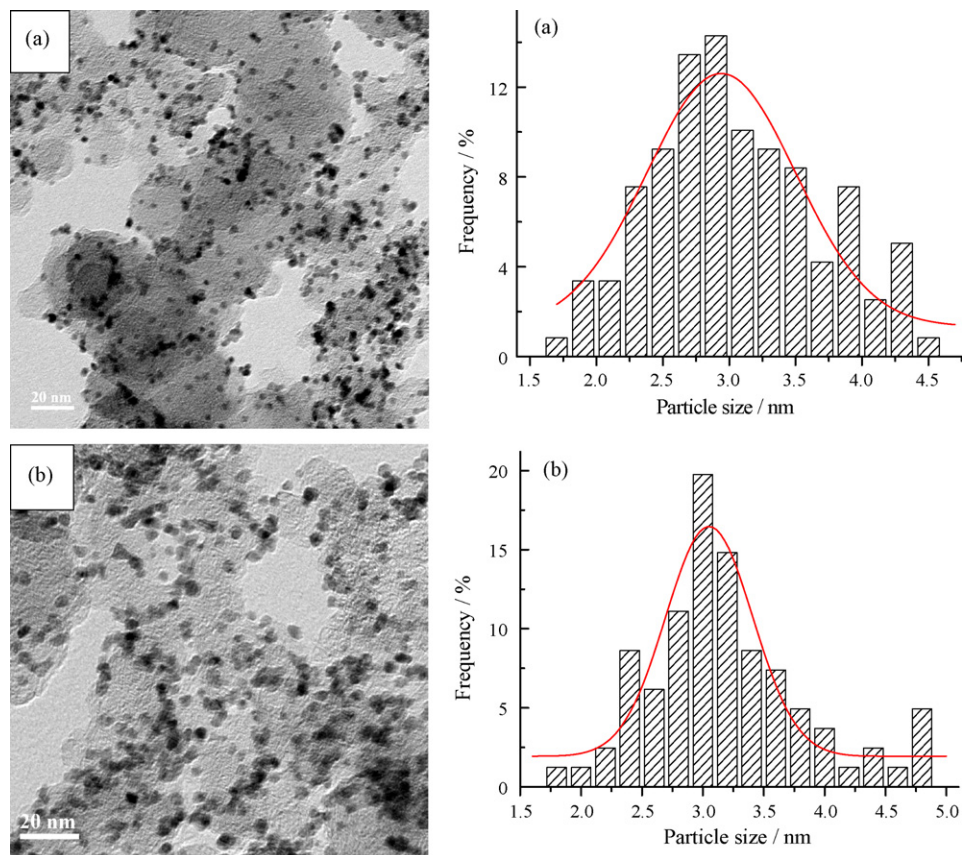 (a)
20 nm
(a)
Frequency / %
12
8
4
0
1.5 2.0 2.5 3.0 3.5 4.0 4.5
Particle size / nm
(b)
20 nm
(b)
Frequency / %
20
15
10
5
0
1.5 2.0 2.5 3.0 3.5 4.0 4.5 5.0
Particle size / nm